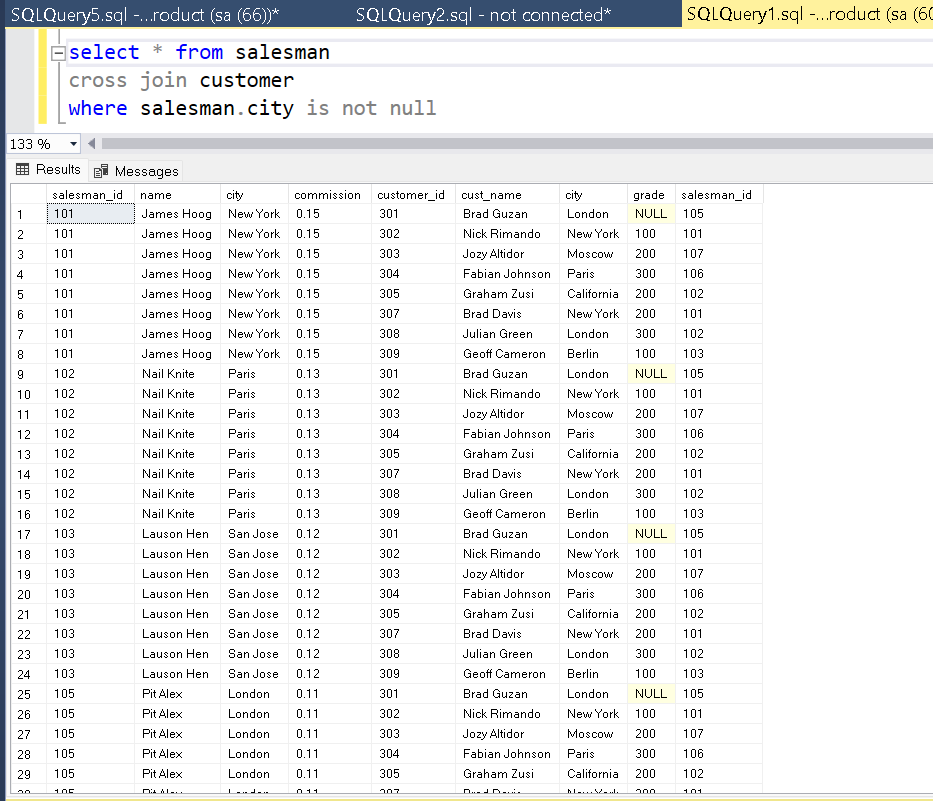 SQLQuery5.sql -...roduct (sa (66))* SQLQuery2.sql - not connected* SQLQuery1.sql -...roduct (sa (60
select * from salesman
cross join customer
where salesman.city is not null
133 %
Results Messages
salesman_id name city commission customer_id cust_name city grade salesman_id
1 101 James Hoog New York 0.15 301 Brad Guzan London NULL 105
2 101 James Hoog New York 0.15 302 Nick Rimando New York 100 101
3 101 James Hoog New York 0.15 303 Jozy Altidor Moscow 200 107
4 101 James Hoog New York 0.15 304 Fabian Johnson Paris 300 106
5 101 James Hoog New York 0.15 305 Graham Zusi California 200 102
6 101 James Hoog New York 0.15 307 Brad Davis New York 200 101
7 101 James Hoog New York 0.15 308 Julian Green London 300 102
8 101 James Hoog New York 0.15 309 Geoff Cameron Berlin 100 103
9 102 Nail Knite Paris 0.13 301 Brad Guzan London NULL 105
10 102 Nail Knite Paris 0.13 302 Nick Rimando New York 100 101
11 102 Nail Knite Paris 0.13 303 Jozy Altidor Moscow 200 107
12 102 Nail Knite Paris 0.13 304 Fabian Johnson Paris 300 106
13 102 Nail Knite Paris 0.13 305 Graham Zusi California 200 102
14 102 Nail Knite Paris 0.13 307 Brad Davis New York 200 101
15 102 Nail Knite Paris 0.13 308 Julian Green London 300 102
16 102 Nail Knite Paris 0.13 309 Geoff Cameron Berlin 100 103
17 103 Lauson Hen San Jose 0.12 301 Brad Guzan London NULL 105
18 103 Lauson Hen San Jose 0.12 302 Nick Rimando New York 100 101
19 103 Lauson Hen San Jose 0.12 303 Jozy Altidor Moscow 200 107
20 103 Lauson Hen San Jose 0.12 304 Fabian Johnson Paris 300 106
21 103 Lauson Hen San Jose 0.12 305 Graham Zusi California 200 102
22 103 Lauson Hen San Jose 0.12 307 Brad Davis New York 200 101
23 103 Lauson Hen San Jose 0.12 308 Julian Green London 300 102
24 103 Lauson Hen San Jose 0.12 309 Geoff Cameron Berlin 100 103
25 105 Pit Alex London 0.11 301 Brad Guzan London NULL 105
26 105 Pit Alex London 0.11 302 Nick Rimando New York 100 101
27 105 Pit Alex London 0.11 303 Jozy Altidor Moscow 200 107
28 105 Pit Alex London 0.11 304 Fabian Johnson Paris 300 106
29 105 Pit Alex London 0.11 305 Graham Zusi California 200 102